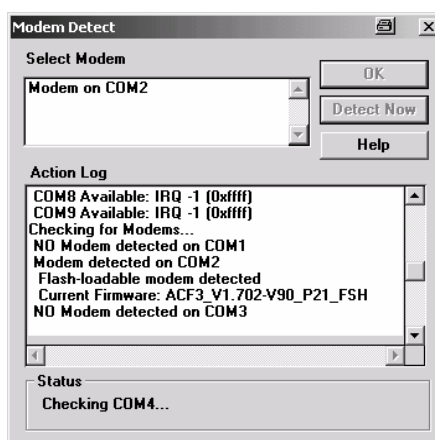 Modem Detect
Select Modem
Modem on COM2
OK
Detect Now
Help
Action Log
COM8 Available: IRQ -1 (0xffff)
COM9 Available: IRQ -1 (0xffff)
Checking for Modems...
NO Modem detected on COM1
Modem detected on COM2
Flash-loadable modem detected
Current Firmware: ACF3_V1.702-V90_P21_FSH
NO Modem detected on COM3
Status
Checking COM4...